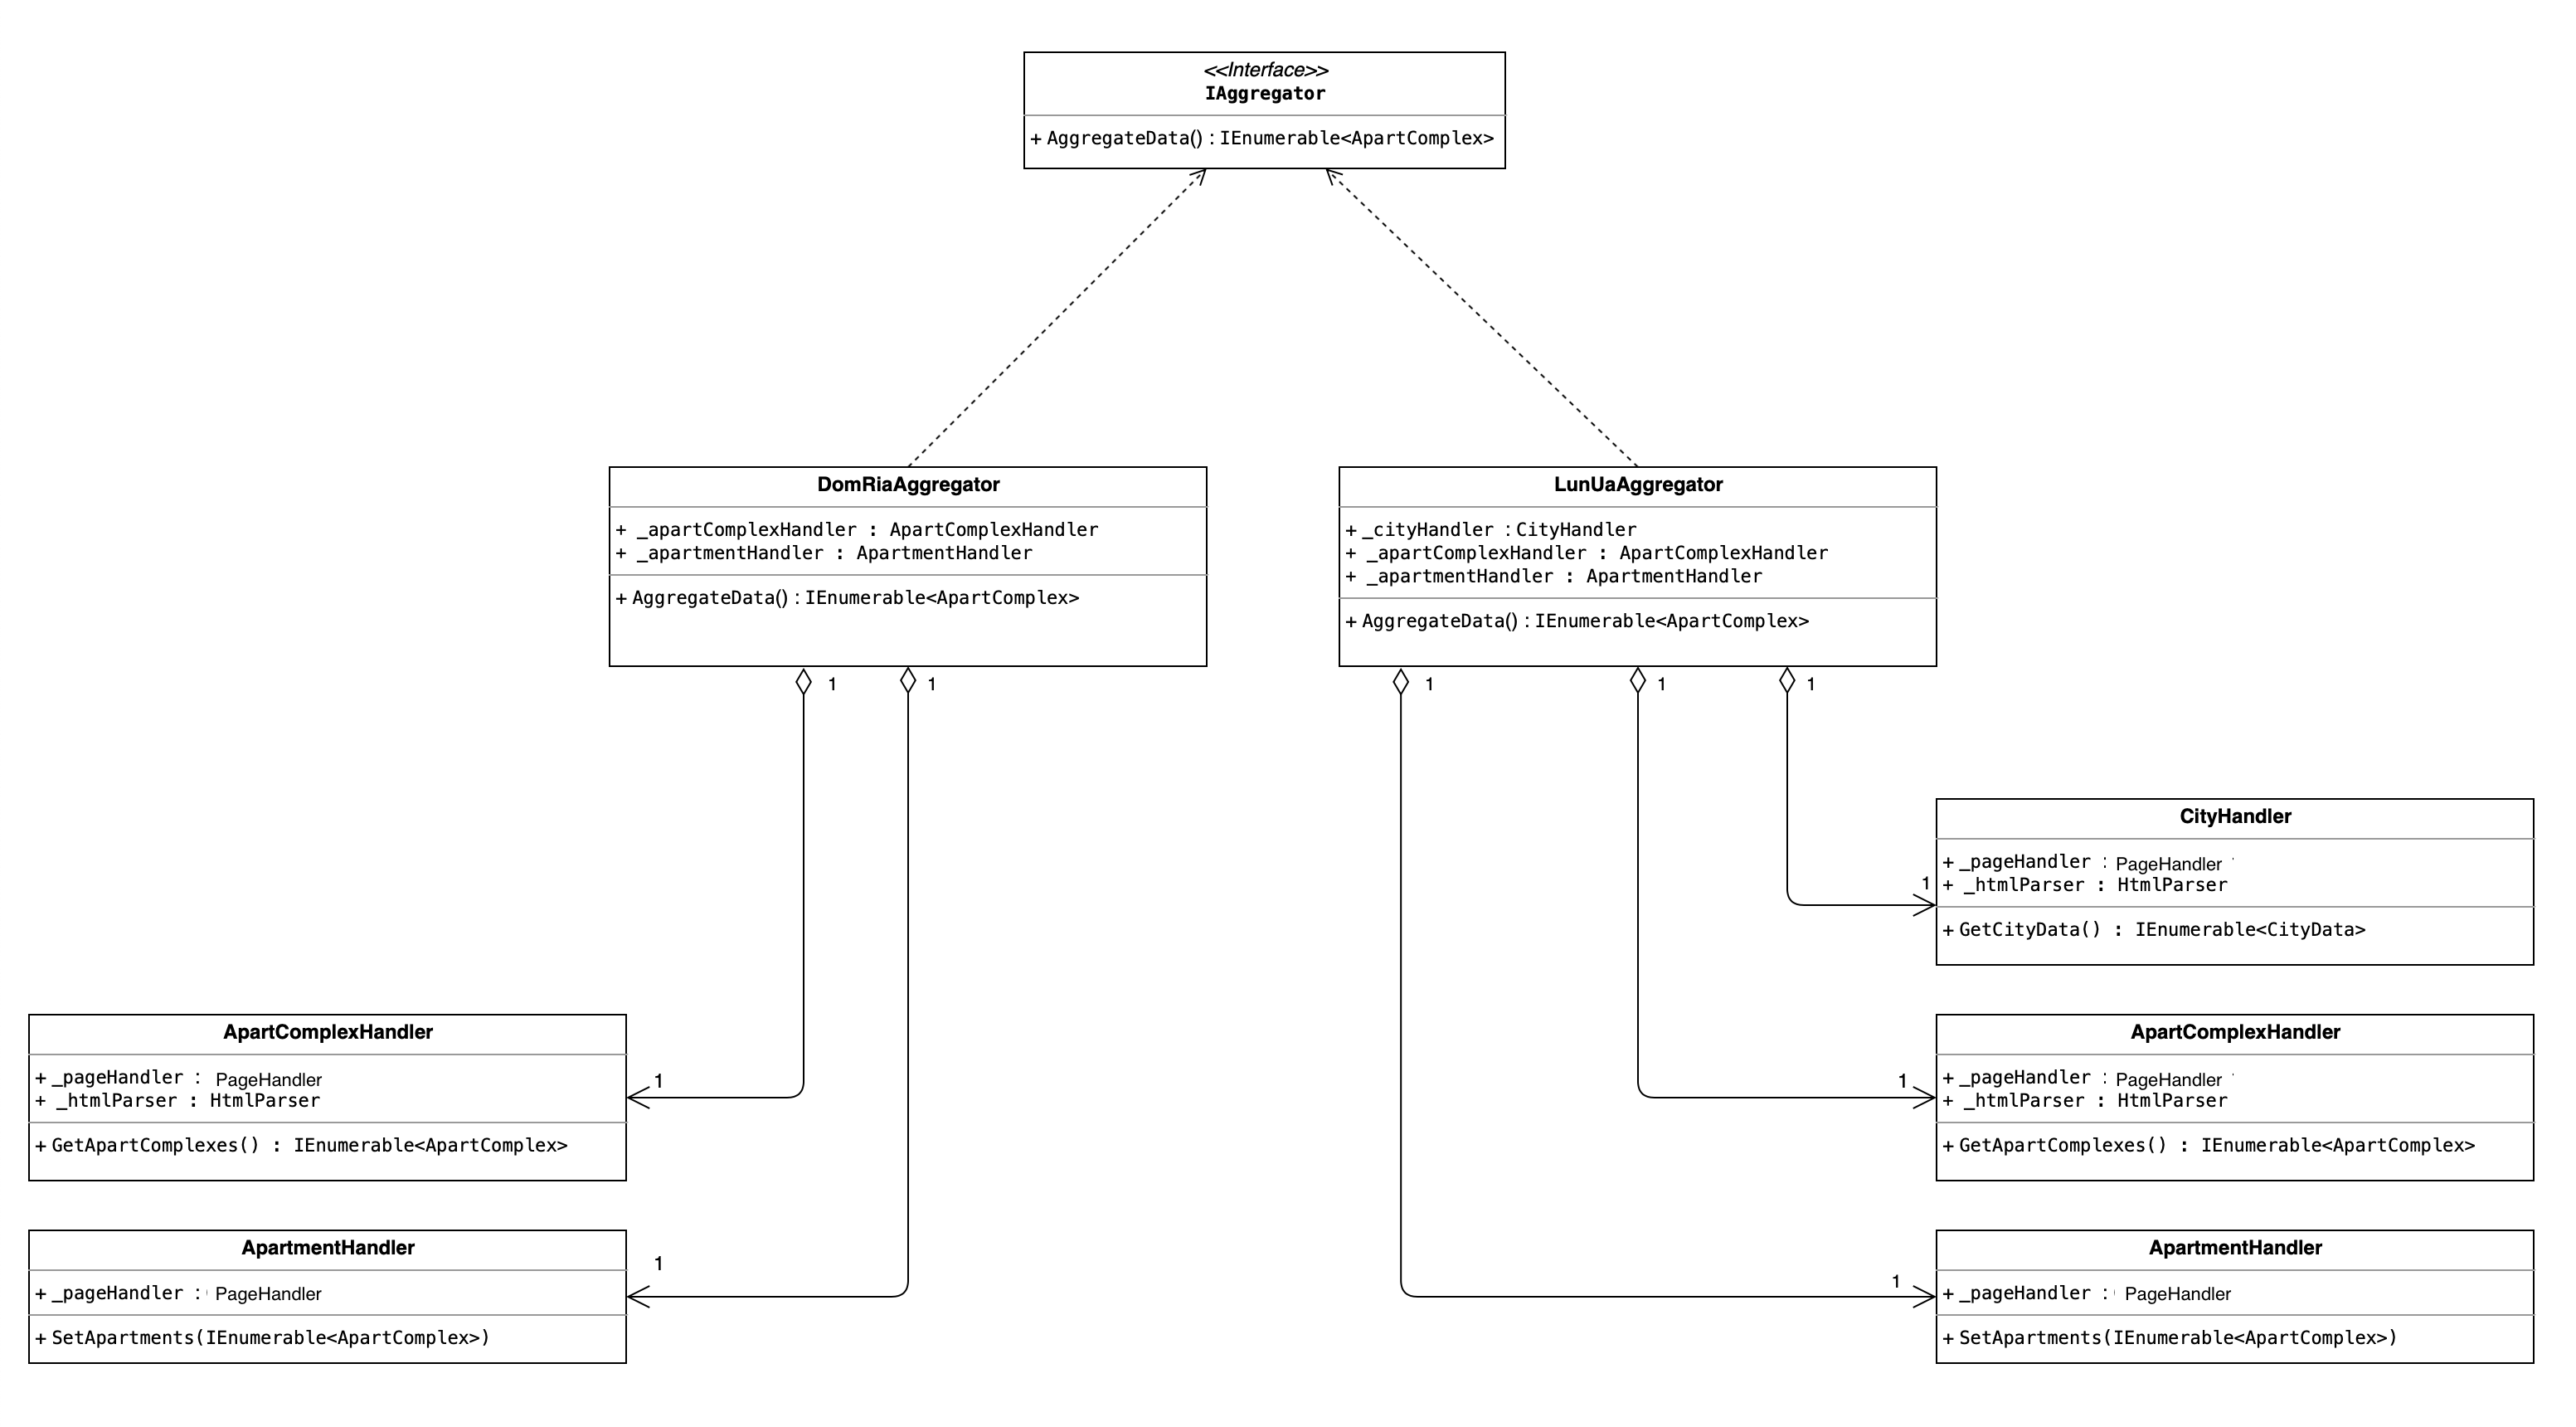 <<Interface>>
IAggregator
+ AggregateData() : IEnumerable<ApartComplex>
DomRiaAggregator
+ _apartComplexHandler : ApartComplexHandler
+ _apartmentHandler : ApartmentHandler
+ AggregateData() : IEnumerable<ApartComplex>
1
1
LunUaAggregator
+ _cityHandler : CityHandler
+ _apartComplexHandler : ApartComplexHandler
+ _apartmentHandler : ApartmentHandler
+ AggregateData() : IEnumerable<ApartComplex>
1
1
1
CityHandler
+ _pageHandler : PageHandler
+ _htmlParser : HtmlParser
+ GetCityData() : IEnumerable<CityData>
1
ApartComplexHandler
+ _pageHandler : PageHandler
+ _htmlParser : HtmlParser
+ GetApartComplexes() : IEnumerable<ApartComplex>
1
1
ApartComplexHandler
+ _pageHandler : PageHandler
+ _htmlParser : HtmlParser
+ GetApartComplexes() : IEnumerable<ApartComplex>
ApartmentHandler
+ _pageHandler : PageHandler
+ SetApartments(IEnumerable<ApartComplex>)
1
1
ApartmentHandler
+ _pageHandler : PageHandler
+ SetApartments(IEnumerable<ApartComplex>)